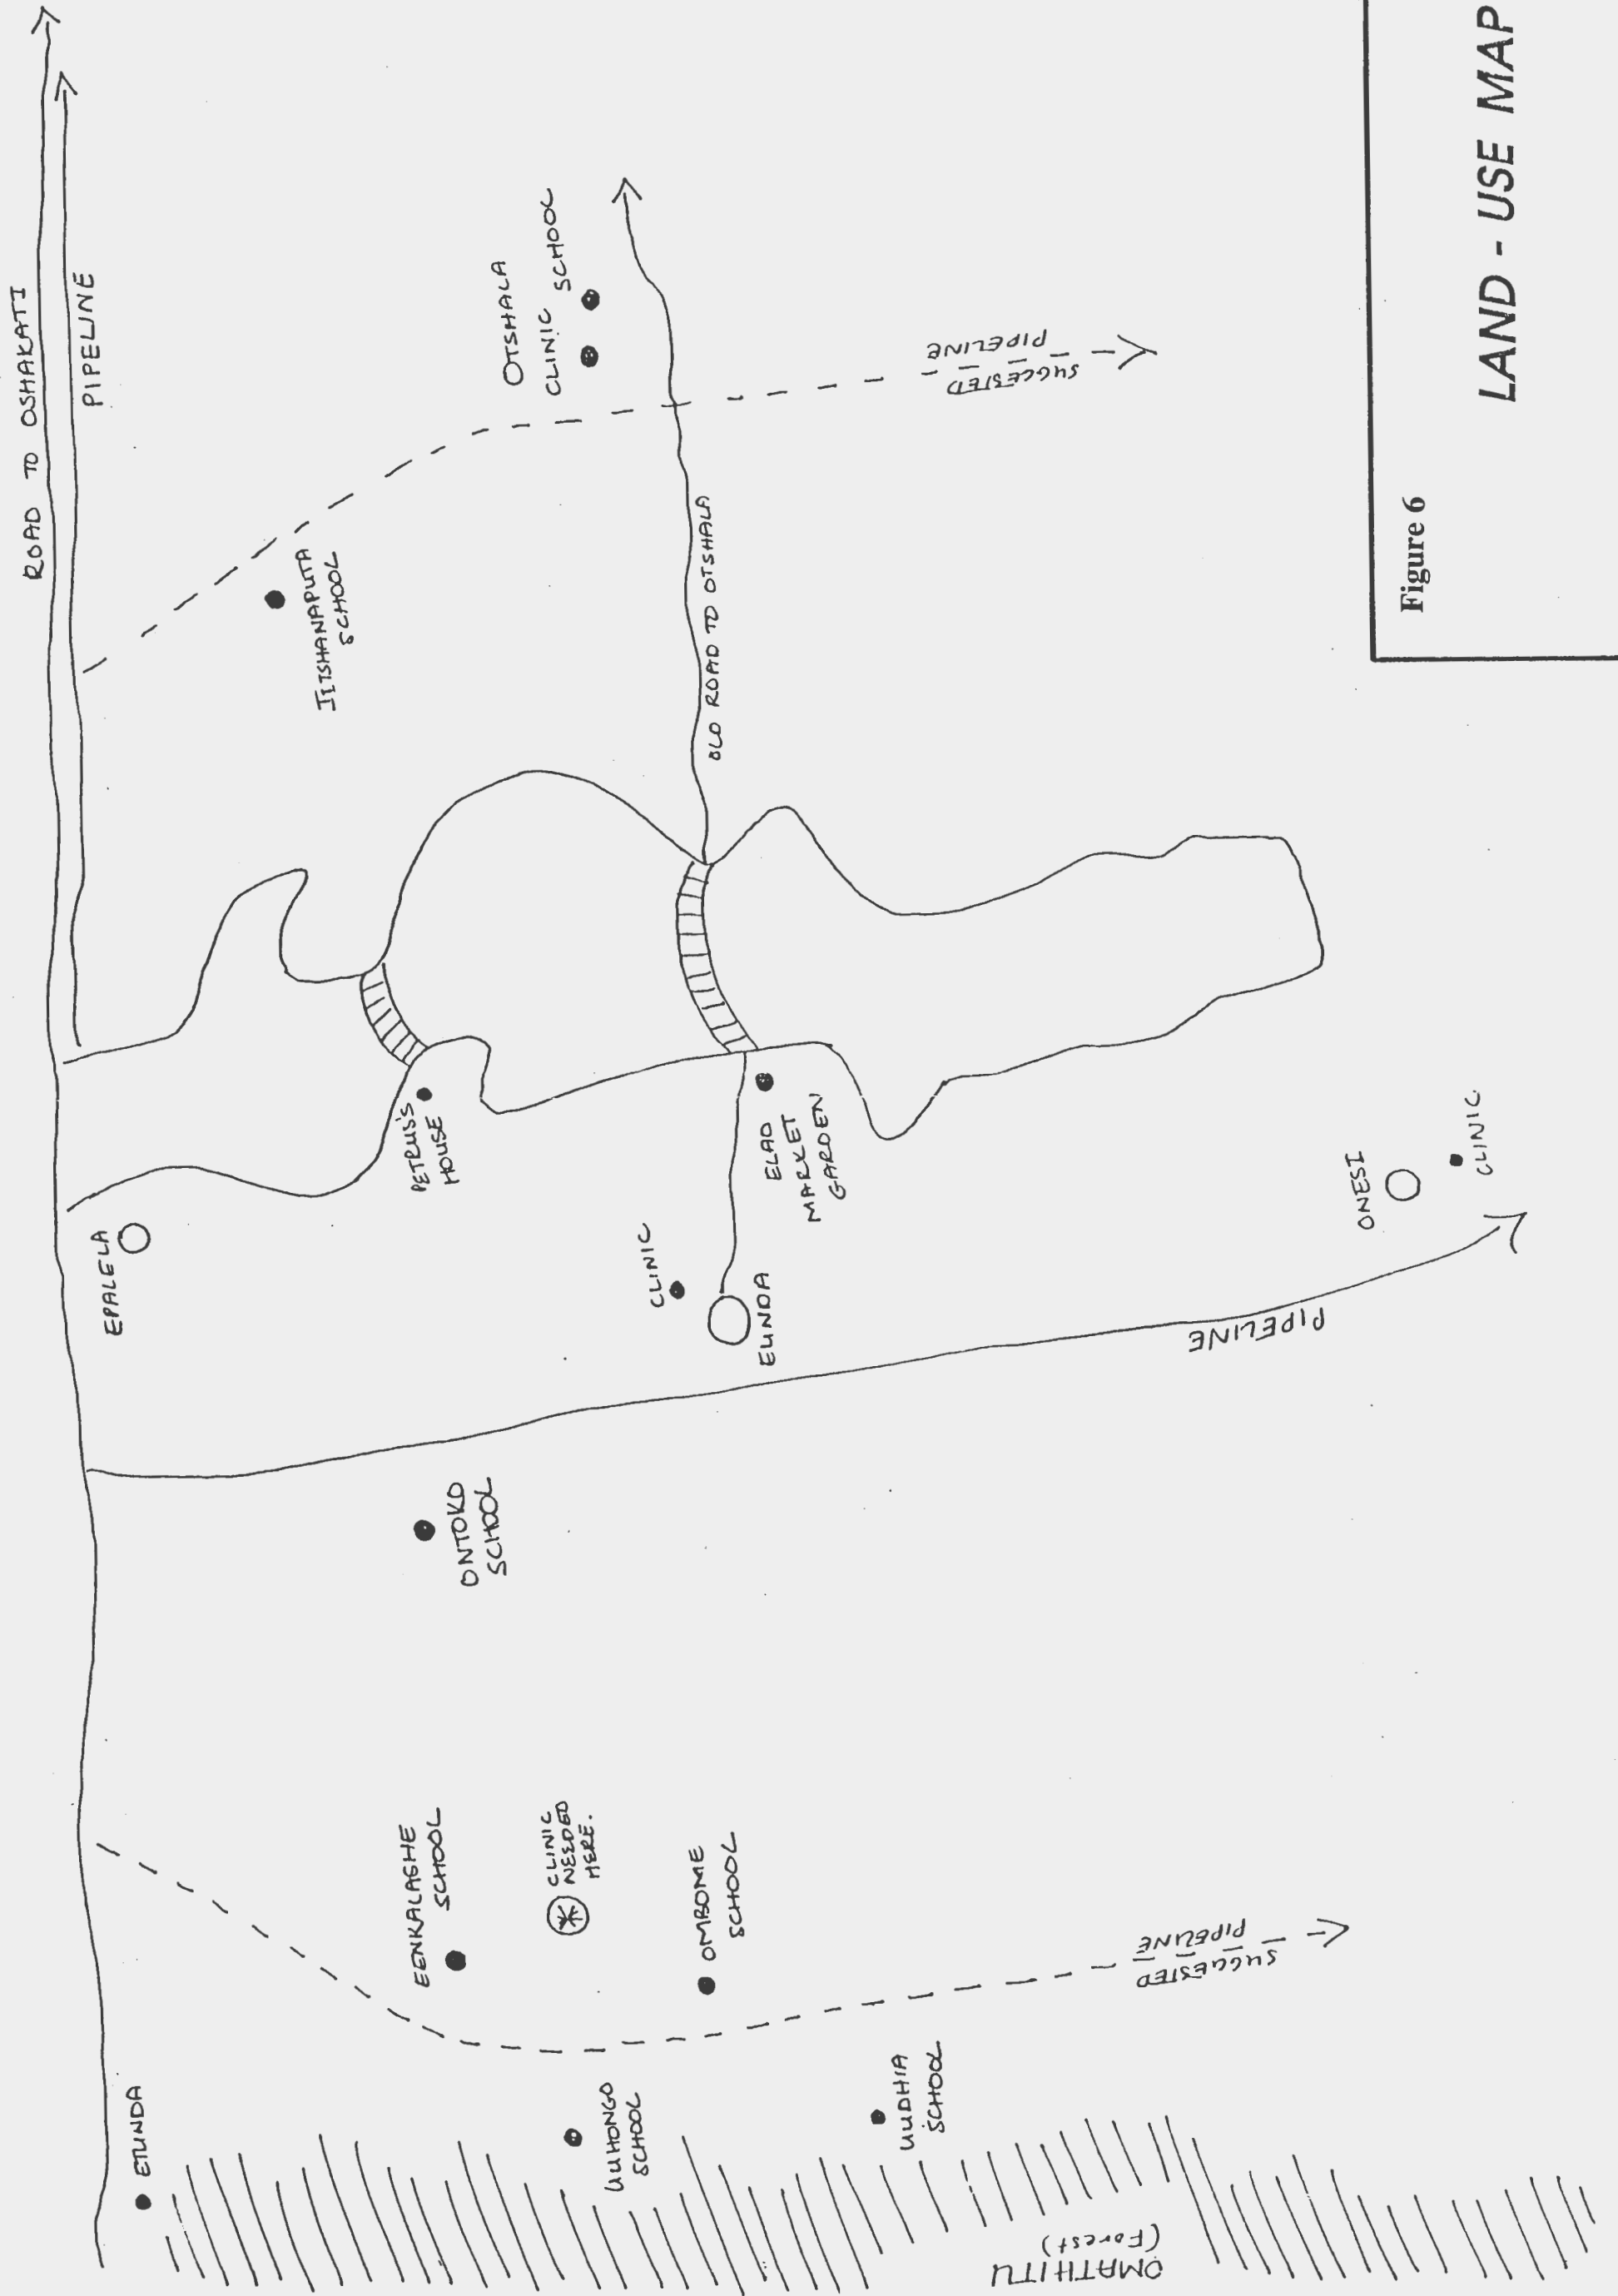 ROAD TO OSHAKATI
PIPELINE
ETUNDA
EPALELA
IITSHANAPUTA
SCHOOL
EENKALASHE
SCHOOL
ONTOKO
SCHOOL
PETRUS'S
HOUSE
OTSHALA
CLINIC SCHOOL
CLINIC
NEEDED
HERE.
UUHONGO
SCHOOL
OMBOME
SCHOOL
CLINIC
EUNDA
ELAD
MARKET
GARDEN
OLD ROAD TO OTSHALA
UUDHIA
SCHOOL
SUGGESTED
PIPELINE
OMATHITU
(Forest)
SUGGESTED
PIPELINE
PIPELINE
ONESI
CLINIC
Figure 6
LAND - USE MAP